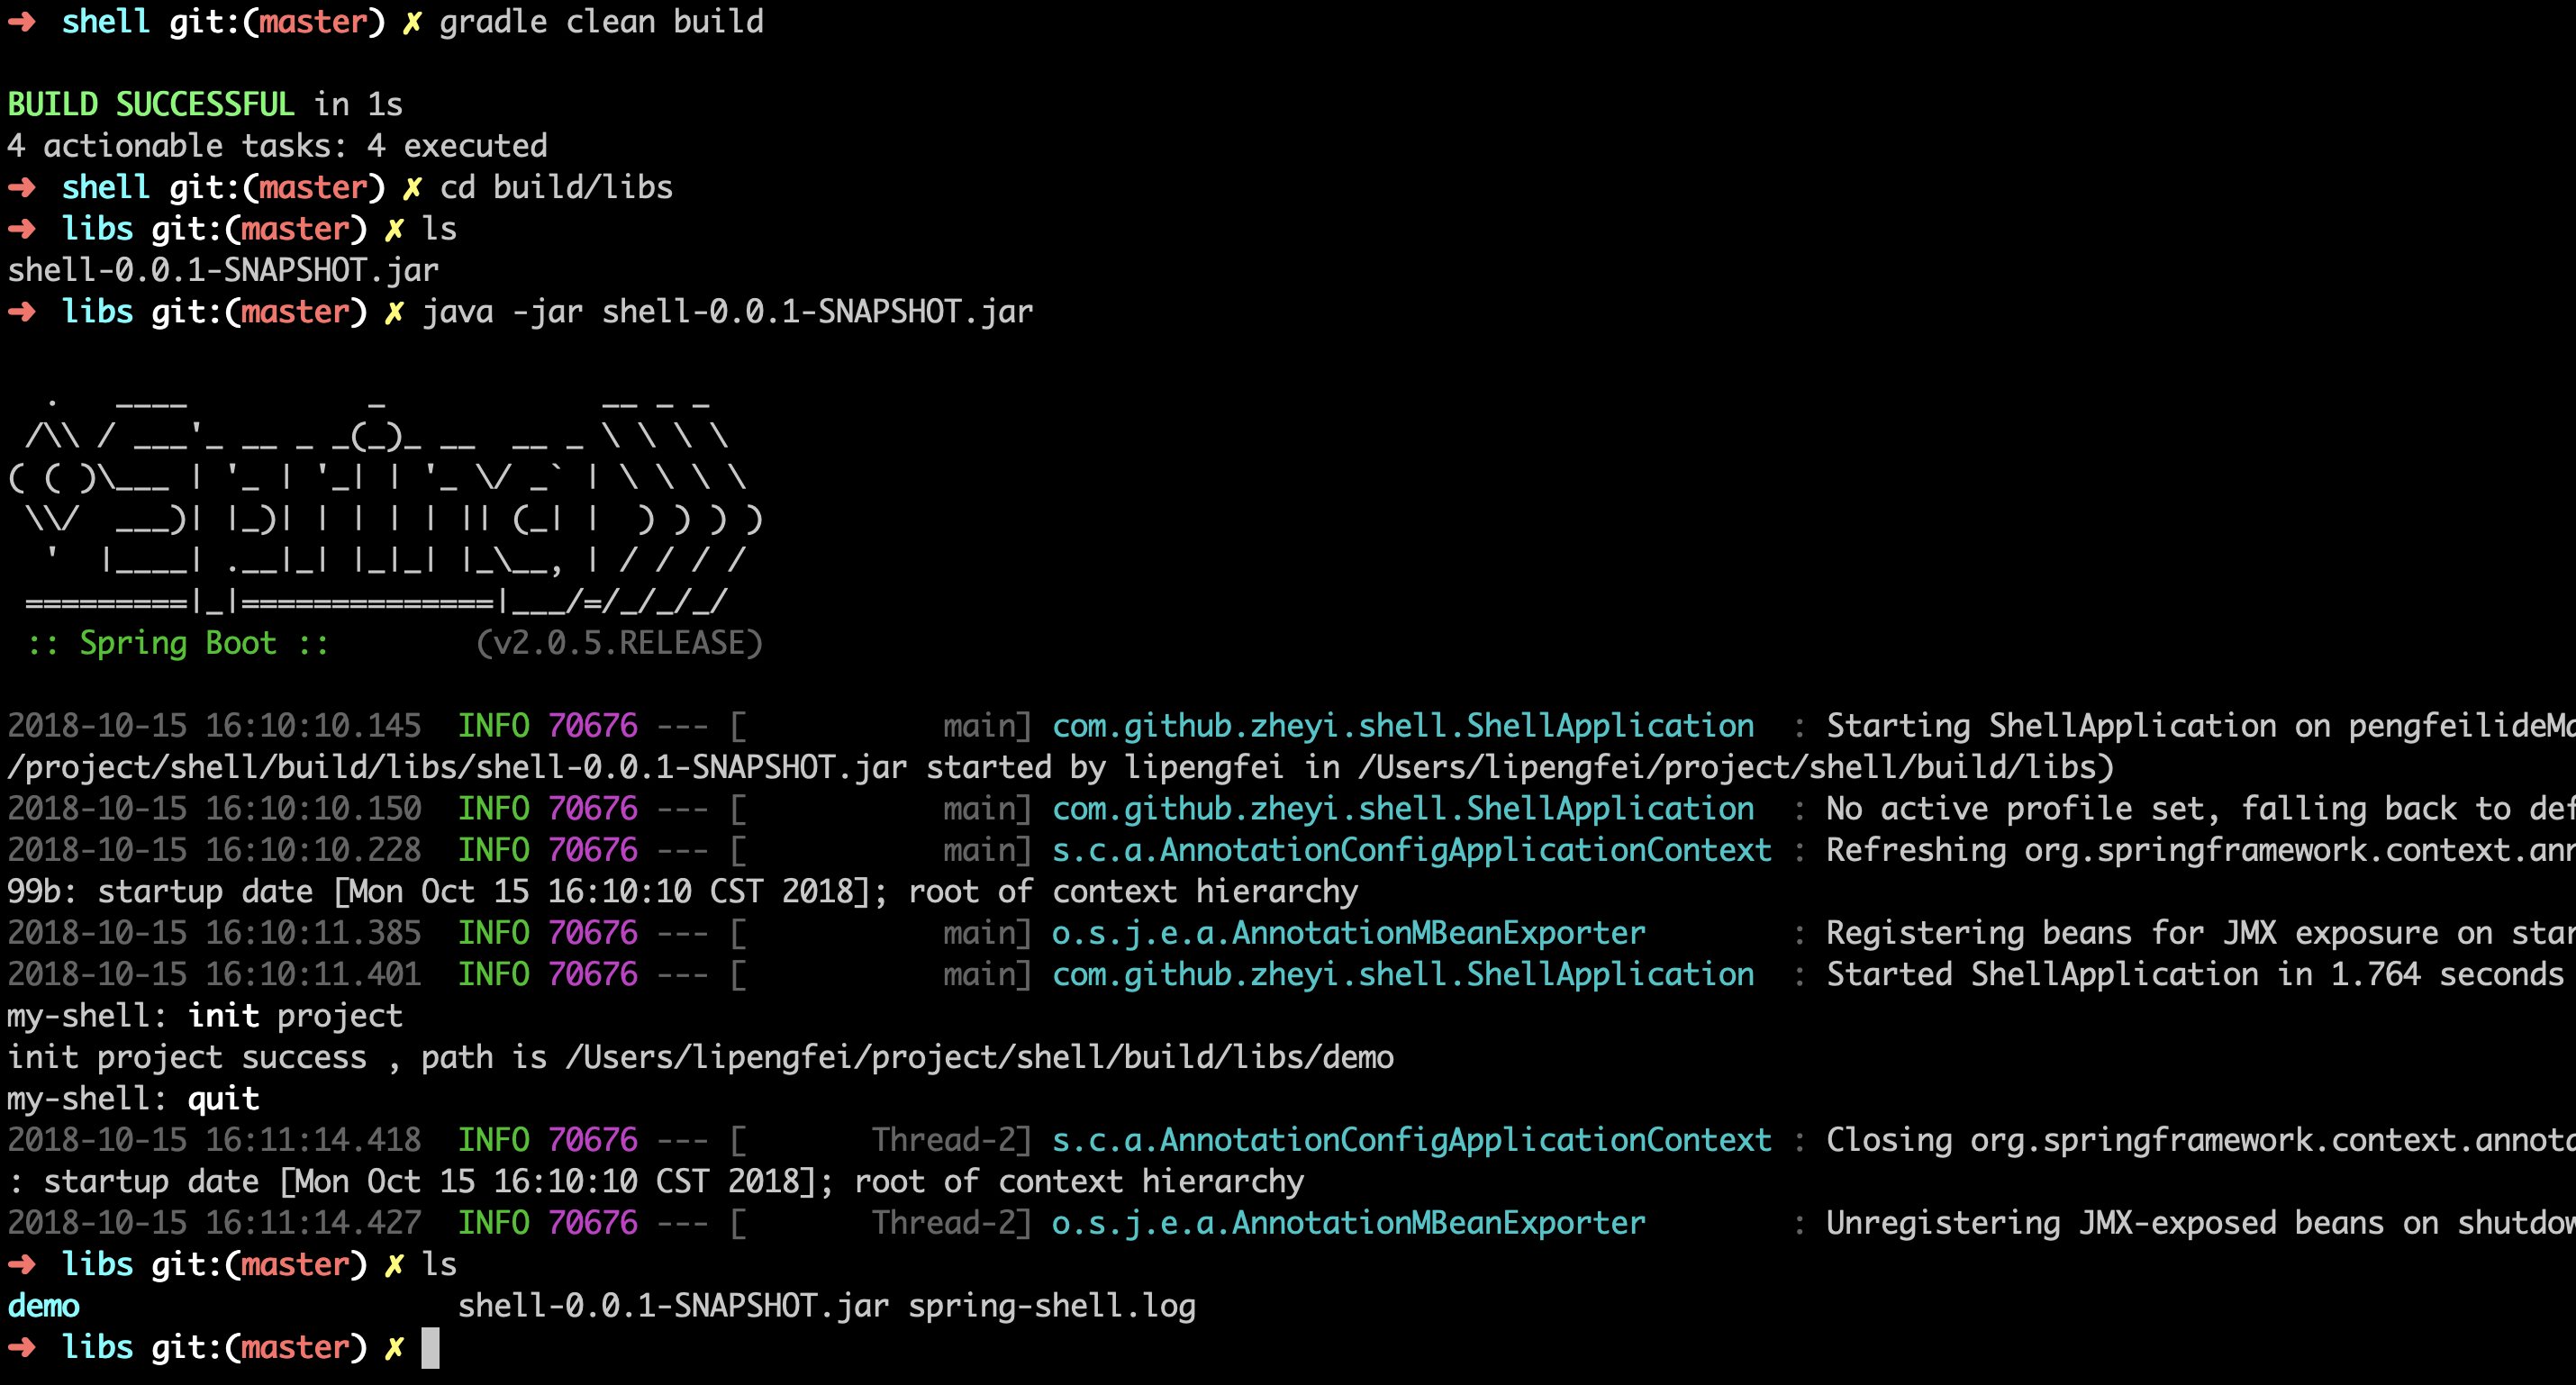 ➜  shell git:(master) ✗ gradle clean build

BUILD SUCCESSFUL in 1s
4 actionable tasks: 4 executed
➜  shell git:(master) ✗ cd build/libs
➜  libs git:(master) ✗ ls
shell-0.0.1-SNAPSHOT.jar
➜  libs git:(master) ✗ java -jar shell-0.0.1-SNAPSHOT.jar

  .   ____          _            __ _ _
 /\\ / ___'_ __ _ _(_)_ __  __ _ \ \ \ \
( ( )\___ | '_ | '_| | '_ \/ _` | \ \ \ \
 \\/  ___)| |_)| | | | | || (_| |  ) ) ) )
  '  |____| .__|_| |_|_| |_\__, | / / / /
 =========|_|==============|___/=/_/_/_/
 :: Spring Boot ::        (v2.0.5.RELEASE)

2018-10-15 16:10:10.145  INFO 70676 --- [           main] com.github.zheyi.shell.ShellApplication  : Starting ShellApplication on pengfeilideMa
/project/shell/build/libs/shell-0.0.1-SNAPSHOT.jar started by lipengfei in /Users/lipengfei/project/shell/build/libs)
2018-10-15 16:10:10.150  INFO 70676 --- [           main] com.github.zheyi.shell.ShellApplication  : No active profile set, falling back to def
2018-10-15 16:10:10.228  INFO 70676 --- [           main] s.c.a.AnnotationConfigApplicationContext : Refreshing org.springframework.context.ann
99b: startup date [Mon Oct 15 16:10:10 CST 2018]; root of context hierarchy
2018-10-15 16:10:11.385  INFO 70676 --- [           main] o.s.j.e.a.AnnotationMBeanExporter        : Registering beans for JMX exposure on star
2018-10-15 16:10:11.401  INFO 70676 --- [           main] com.github.zheyi.shell.ShellApplication  : Started ShellApplication in 1.764 seconds
my-shell: init project
init project success , path is /Users/lipengfei/project/shell/build/libs/demo
my-shell: quit
2018-10-15 16:11:14.418  INFO 70676 --- [       Thread-2] s.c.a.AnnotationConfigApplicationContext : Closing org.springframework.context.annota
: startup date [Mon Oct 15 16:10:10 CST 2018]; root of context hierarchy
2018-10-15 16:11:14.427  INFO 70676 --- [       Thread-2] o.s.j.e.a.AnnotationMBeanExporter        : Unregistering JMX-exposed beans on shutdow
➜  libs git:(master) ✗ ls
demo                     shell-0.0.1-SNAPSHOT.jar spring-shell.log
➜  libs git:(master) ✗